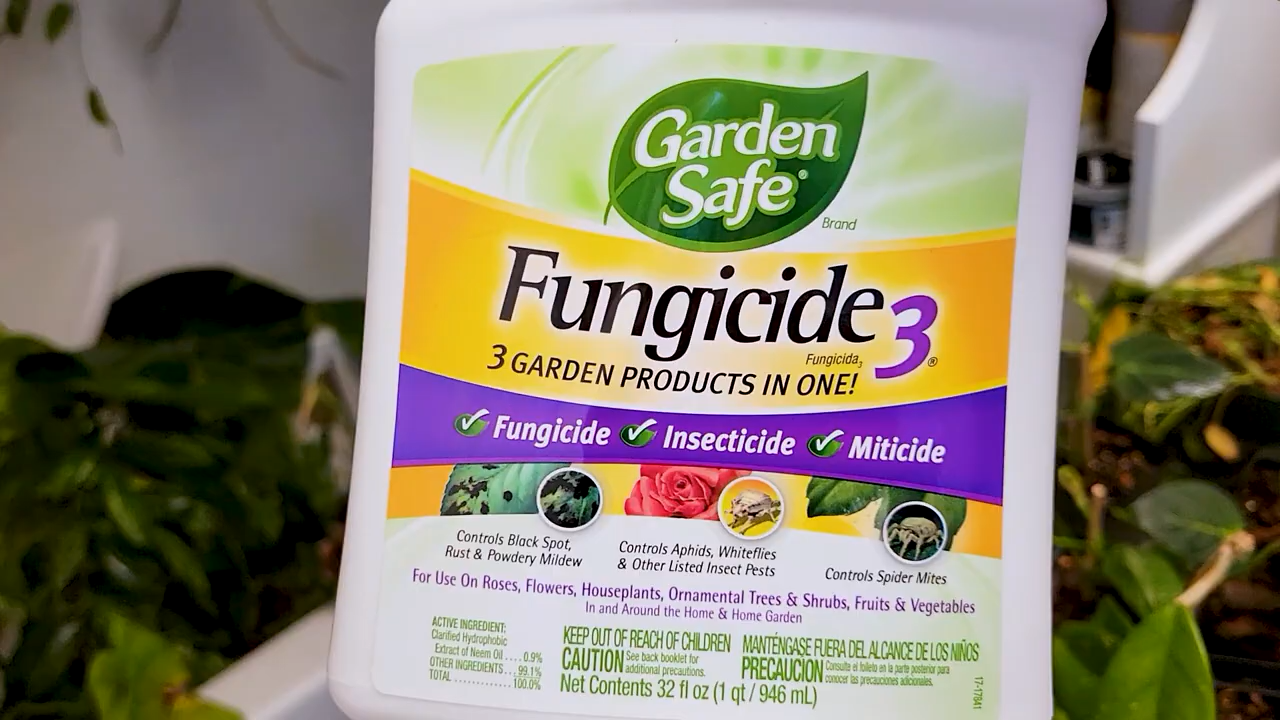 Garden
Safe®
Brand
Fungicide3®
Fungicida3
3 GARDEN PRODUCTS IN ONE!
Fungicide Insecticide Miticide
Controls Black Spot,
Rust & Powdery Mildew
Controls Aphids, Whiteflies
& Other Listed Insect Pests
Controls Spider Mites
For Use On Roses, Flowers, Houseplants, Ornamental Trees & Shrubs, Fruits & Vegetables
In and Around the Home & Home Garden
ACTIVE INGREDIENT:
Clarified Hydrophobic
Extract of Neem Oil .... 0.9%
OTHER INGREDIENTS .. 99.1%
TOTAL ............ 100.0%
KEEP OUT OF REACH OF CHILDREN
CAUTION See back booklet for
additional precautions.
MANTÉNGASE FUERA DEL ALCANCE DE LOS NIÑOS
PRECAUCION Consulte el folleto en la parte posterior para
conocer las precauciones adicionales.
Net Contents 32 fl oz (1 qt / 946 mL)
17-17641